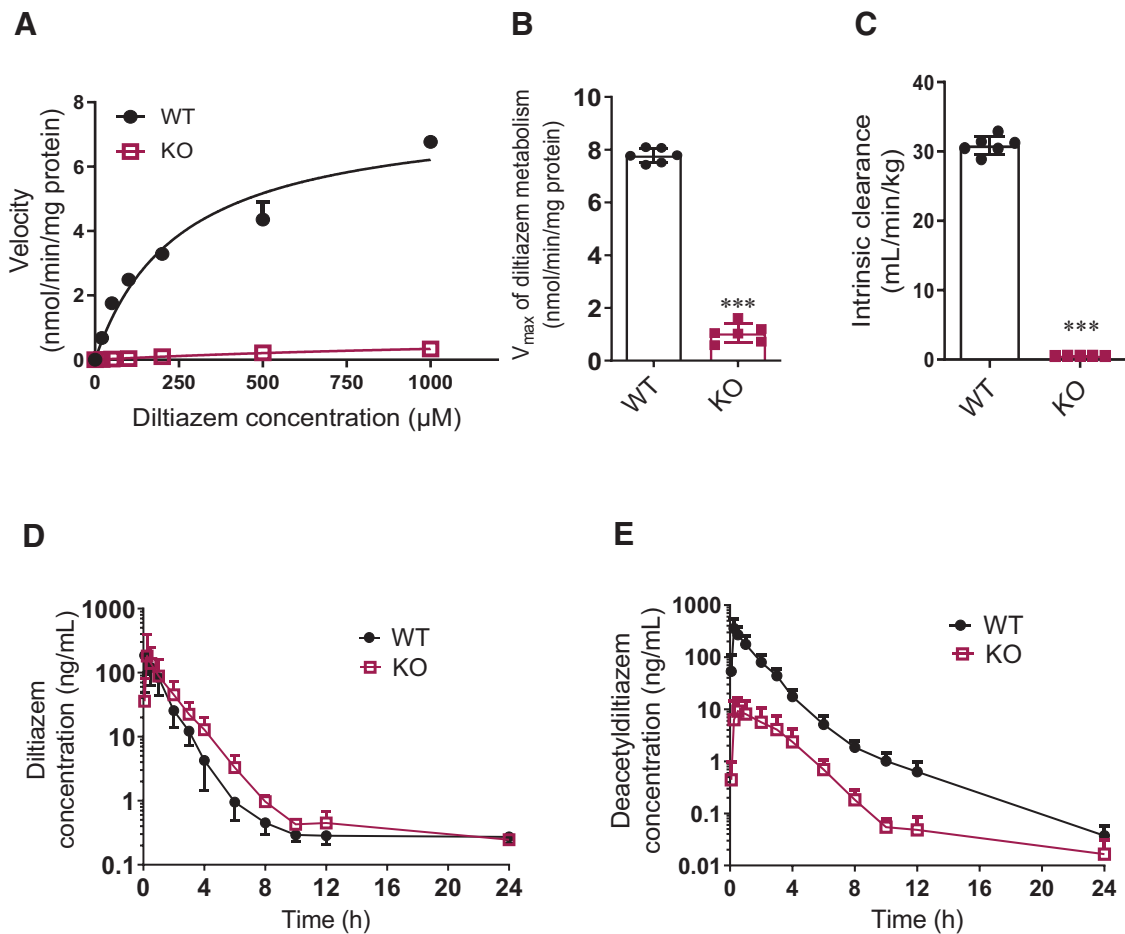 A
WT
KO
Velocity
(nmol/min/mg protein)
8
6
4
2
0
0
250
500
750
1000
Diltiazem concentration (µM)
B
Vmax of diltiazem metabolism
(nmol/min/mg protein)
10
8
6
4
2
0
***
WT
KO
C
Intrinsic clearance
(mL/min/kg)
40
30
20
10
0
***
WT
KO
D
Diltiazem
concentration (ng/mL)
1000
100
10
1
0.1
WT
KO
0
4
8
12
16
20
24
Time (h)
E
Deacetyldiltiazem
concentration (ng/mL)
1000
100
10
1
0.1
0.01
WT
KO
0
4
8
12
16
20
24
Time (h)